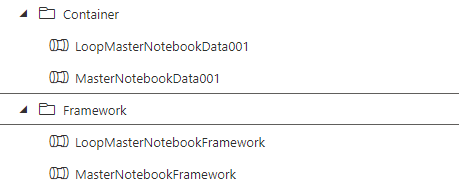 Container
LoopMasterNotebookData001
MasterNotebookData001
Framework
LoopMasterNotebookFramework
MasterNotebookFramework